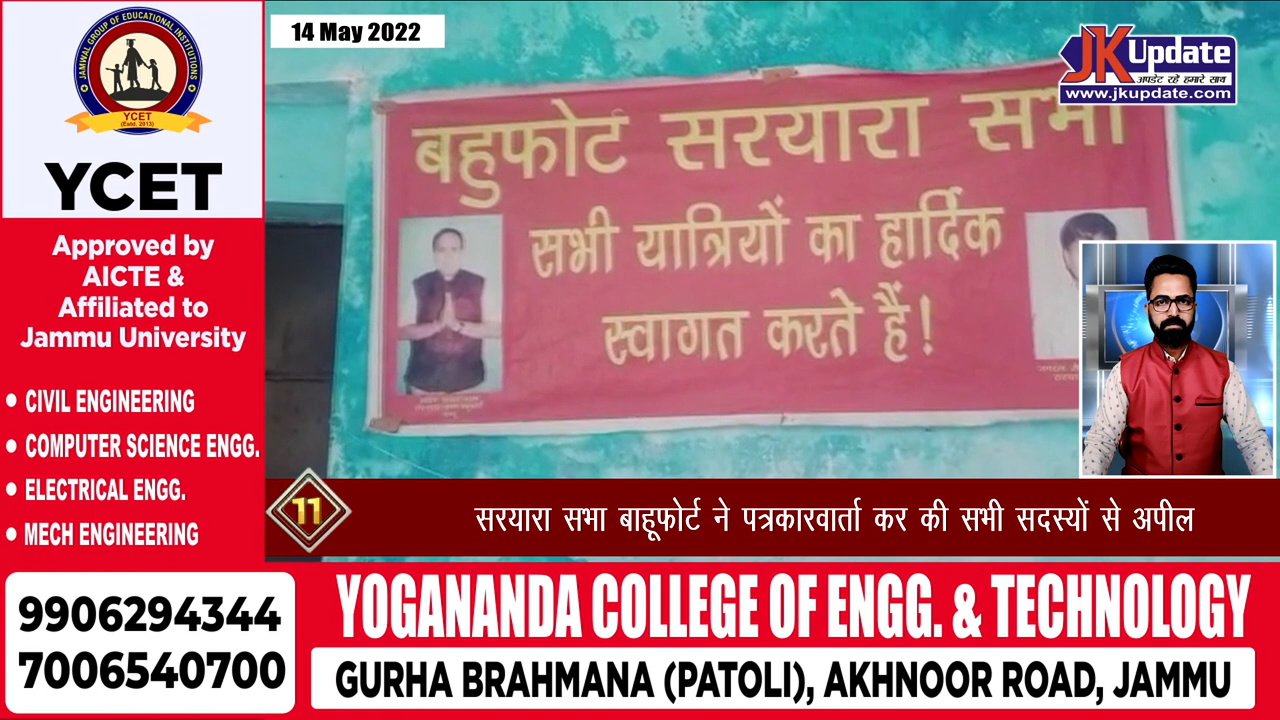 JAMWAL GROUP OF EDUCATIONAL INSTITUTIONS
YCET
(Estd. 2013)
YCET
Approved by
AICTE &
Affiliated to
Jammu University
• CIVIL ENGINEERING
• COMPUTER SCIENCE ENGG.
• ELECTRICAL ENGG.
• MECH ENGINEERING
14 May 2022
JK Update
अपडेट रहें हमारे साथ
www.jkupdate.com
बहुफोर्ट सरयारा सभा
सभी यात्रियों का हार्दिक
स्वागत करते हैं!
11
सरयारा सभा बाहूफोर्ट ने पत्रकारवार्ता कर की सभी सदस्यों से अपील
9906294344
7006540700
YOGANANDA COLLEGE OF ENGG. & TECHNOLOGY
GURHA BRAHMANA (PATOLI), AKHNOOR ROAD, JAMMU